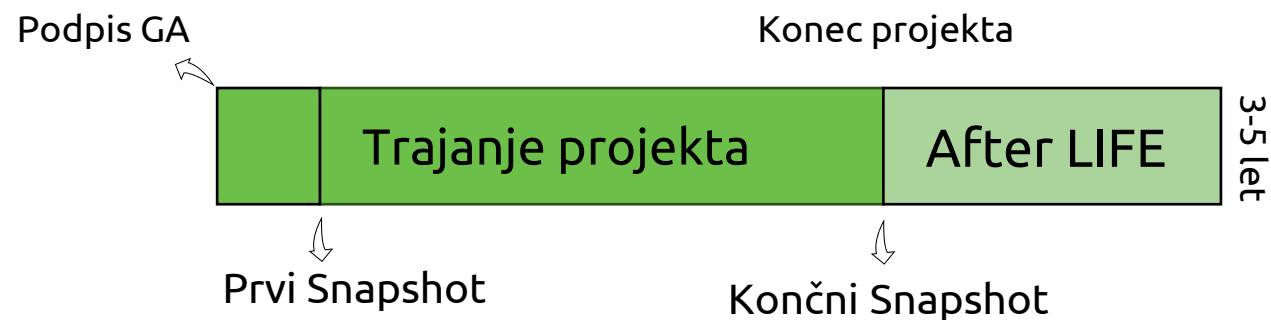 Podpis GA
Konec projekta
Trajanje projekta
After LIFE
3-5 let
Prvi Snapshot
Končni Snapshot